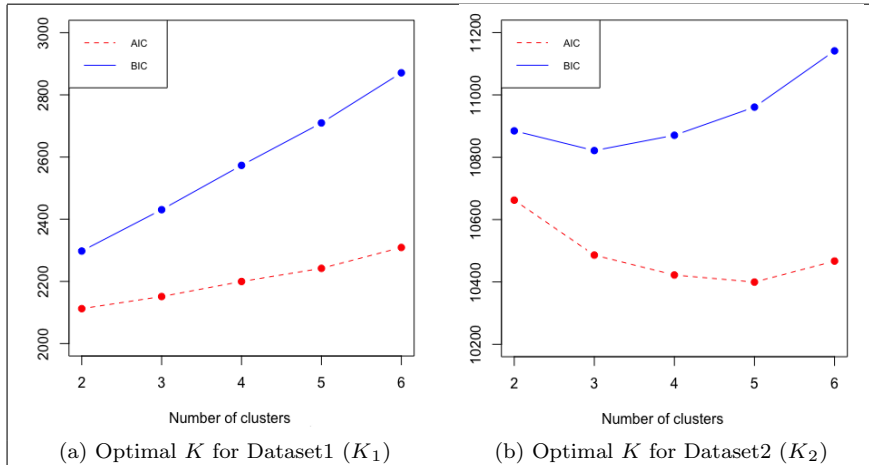 3000
2800
2600
2400
2200
2000
AIC
BIC
2 3 4 5 6
Number of clusters
(a) Optimal K for Dataset1 (K₁)
11200
11000
10800
10600
10400
10200
AIC
BIC
2 3 4 5 6
Number of clusters
(b) Optimal K for Dataset2 (K₂)